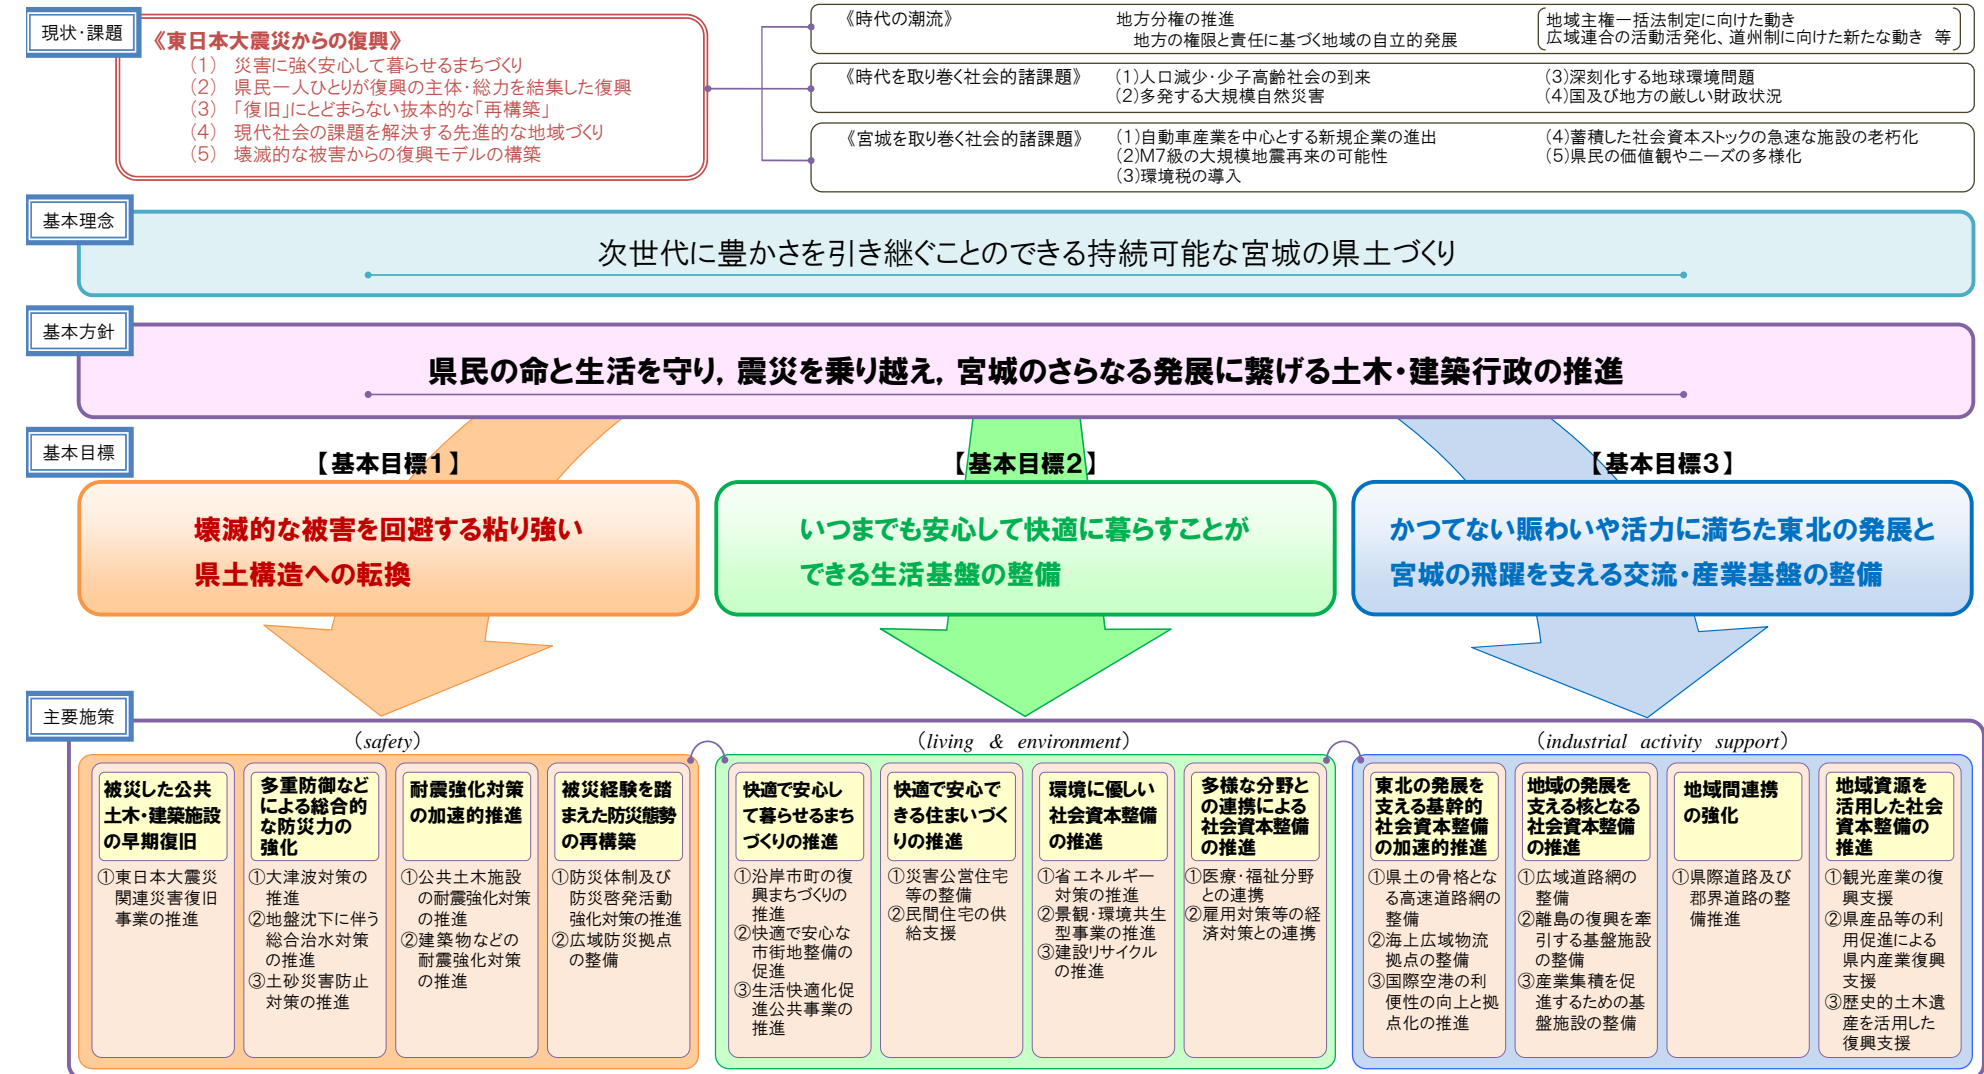 現状・課題
《東日本大震災からの復興》
(1) 災害に強く安心して暮らせるまちづくり
(2) 県民一人ひとりが復興の主体・総力を結集した復興
(3) 「復旧」にとどまらない抜本的な「再構築」
(4) 現代社会の課題を解決する先進的な地域づくり
(5) 壊滅的な被害からの復興モデルの構築
《時代の潮流》
地方分権の推進
地方の権限と責任に基づく地域の自立的発展
地域主権一括法制定に向けた動き
広域連合の活動活発化、道州制に向けた新たな動き 等
《時代を取り巻く社会的諸課題》
(1)人口減少・少子高齢社会の到来
(2)多発する大規模自然災害
(3)深刻化する地球環境問題
(4)国及び地方の厳しい財政状況
《宮城を取り巻く社会的諸課題》
(1)自動車産業を中心とする新規企業の進出
(2)M7級の大規模地震再来の可能性
(3)環境税の導入
(4)蓄積した社会資本ストックの急速な施設の老朽化
(5)県民の価値観やニーズの多様化
基本理念
次世代に豊かさを引き継ぐことのできる持続可能な宮城の県土づくり
基本方針
県民の命と生活を守り, 震災を乗り越え, 宮城のさらなる発展に繋げる土木・建築行政の推進
基本目標
【基本目標1】
壊滅的な被害を回避する粘り強い
県土構造への転換
【基本目標2】
いつまでも安心して快適に暮らすことが
できる生活基盤の整備
【基本目標3】
かつてない賑わいや活力に満ちた東北の発展と
宮城の飛躍を支える交流・産業基盤の整備
主要施策
(safety)
被災した公共
土木・建築施設
の早期復旧
①東日本大震災
関連災害復旧
事業の推進
多重防御など
による総合的
な防災力の
強化
①大津波対策の
推進
②地盤沈下に伴う
総合治水対策
の推進
③土砂災害防止
対策の推進
耐震強化対策
の加速的推進
①公共土木施設
の耐震強化対策
の推進
②建築物などの
耐震強化対策
の推進
被災経験を踏
まえた防災態勢
の再構築
①防災体制及び
防災啓発活動
強化対策の推進
②広域防災拠点
の整備
(living & environment)
快適で安心し
て暮らせるまち
づくりの推進
①沿岸市町の復
興まちづくりの
推進
②快適で安心な
市街地整備の
促進
③生活快適化促
進公共事業の
推進
快適で安心で
きる住まいづく
りの推進
①災害公営住宅
等の整備
②民間住宅の供
給支援
環境に優しい
社会資本整備
の推進
①省エネルギー
対策の推進
②景観・環境共生
型事業の推進
③建設リサイクル
の推進
多様な分野と
の連携による
社会資本整備
の推進
①医療・福祉分野
との連携
②雇用対策等の経
済対策との連携
(industrial activity support)
東北の発展を
支える基幹的
社会資本整備
の加速的推進
①県土の骨格とな
る高速道路網の
整備
②海上広域物流
拠点の整備
③国際空港の利
便性の向上と拠
点化の推進
地域の発展を
支える核となる
社会資本整備
の推進
①広域道路網の
整備
②離島の復興を牽
引する基盤施設
の整備
③産業集積を促
進するための基
盤施設の整備
地域間連携
の強化
①県際道路及び
郡界道路の整
備推進
地域資源を
活用した社会
資本整備の
推進
①観光産業の復
興支援
②県産品等の利
用促進による
県内産業復興
支援
③歴史的土木遺
産を活用した
復興支援